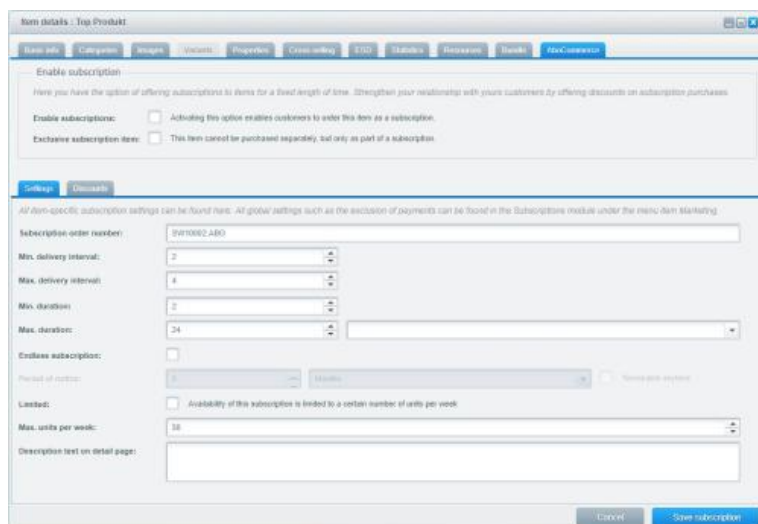 Item details : Top Produkt
Basic info Categories Images Variants Properties Cross-selling ESD Statistics Resources Bundle AboCommerce
Enable subscription
Here you have the option of offering subscriptions to items for a fixed length of time. Strengthen your relationship with yours customers by offering discounts on subscription purchases.
Enable subscriptions: Activating this option enables customers to order this item as a subscription.
Exclusive subscription item: This item cannot be purchased separately, but only as part of a subscription.
Settings Discounts
All item-specific subscription settings can be found here. All global settings such as the exclusion of payments can be found in the Subscriptions module under the menu item Marketing
Subscription order number: SW10002.ABO
Min. delivery interval: 2
Max. delivery interval: 4
Min. duration: 2
Max. duration: 24
Endless subscription:
Period of notice: Months
Limited: Availability of this subscription is limited to a certain number of units per week
Max. units per week:
Description text on detail page:
Cancel Save subscription